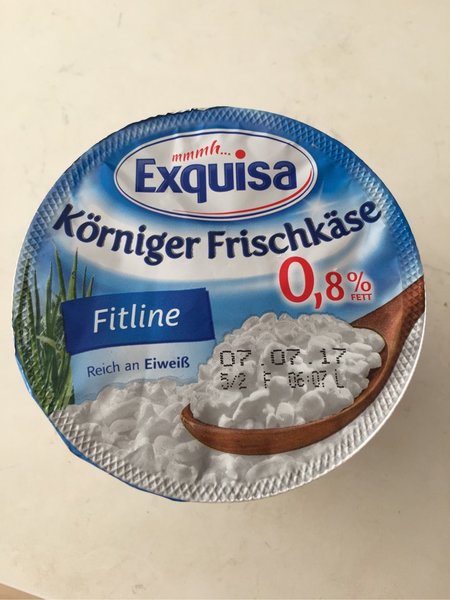 mmmh...
Exquisa
Körniger Frischkäse
0,8%
FETT
Fitline
Reich an Eiweiß
07.07.17
5/2 F 06:07 L